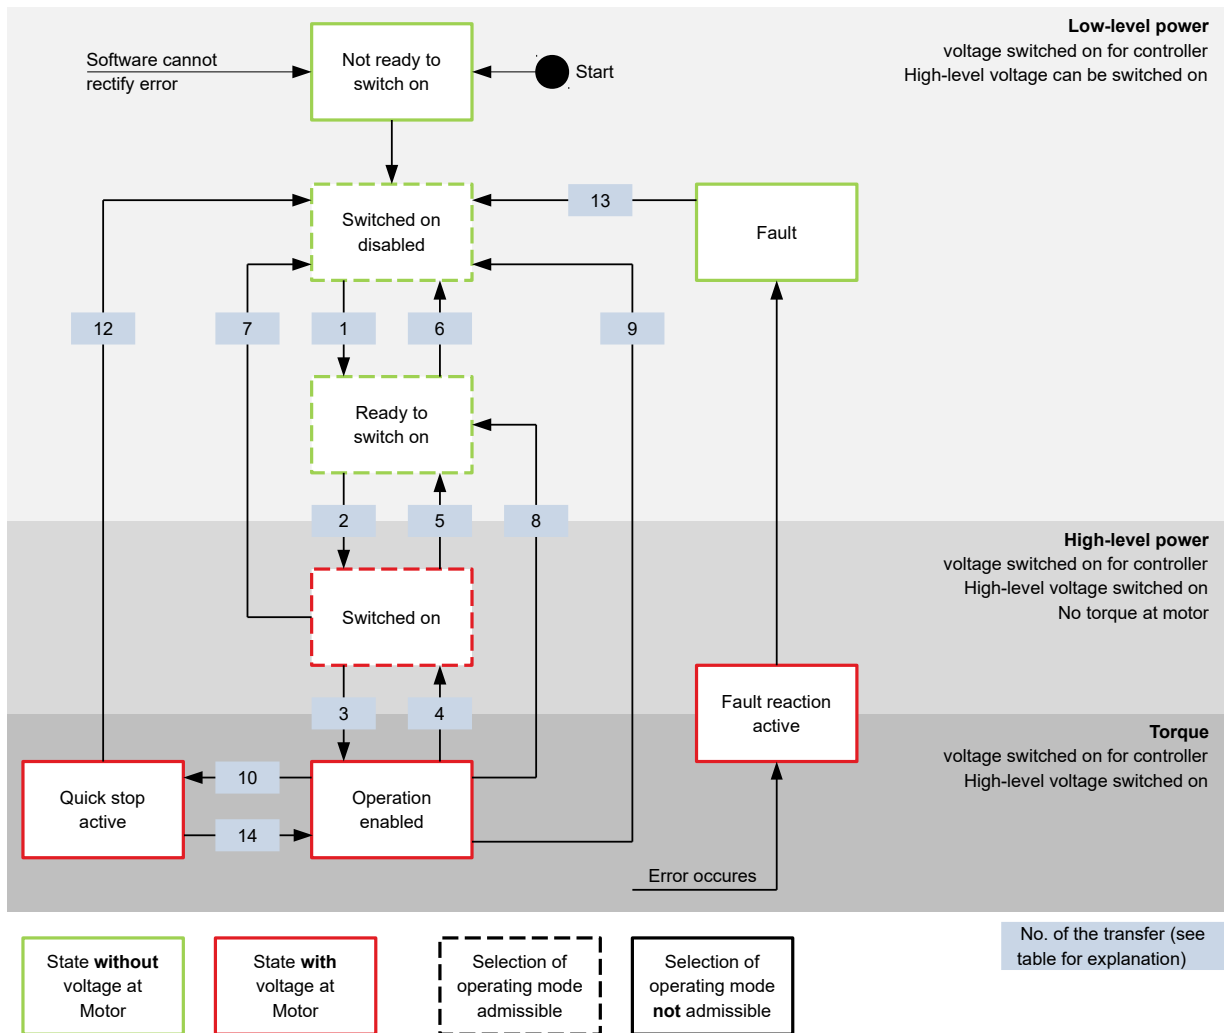 Low-level power
voltage switched on for controller
High-level voltage can be switched on
Software cannot
rectify error
Not ready to
switch on
Start
Switched on
disabled
13
Fault
12
7
1
6
9
Ready to
switch on
2
5
8
High-level power
voltage switched on for controller
High-level voltage switched on
No torque at motor
Switched on
3
4
Fault reaction
active
Torque
voltage switched on for controller
High-level voltage switched on
Quick stop
active
10
14
Operation
enabled
Error occures
State without
voltage at
Motor
State with
voltage at
Motor
Selection of
operating mode
admissible
Selection of
operating mode
not admissible
No. of the transfer (see
table for explanation)